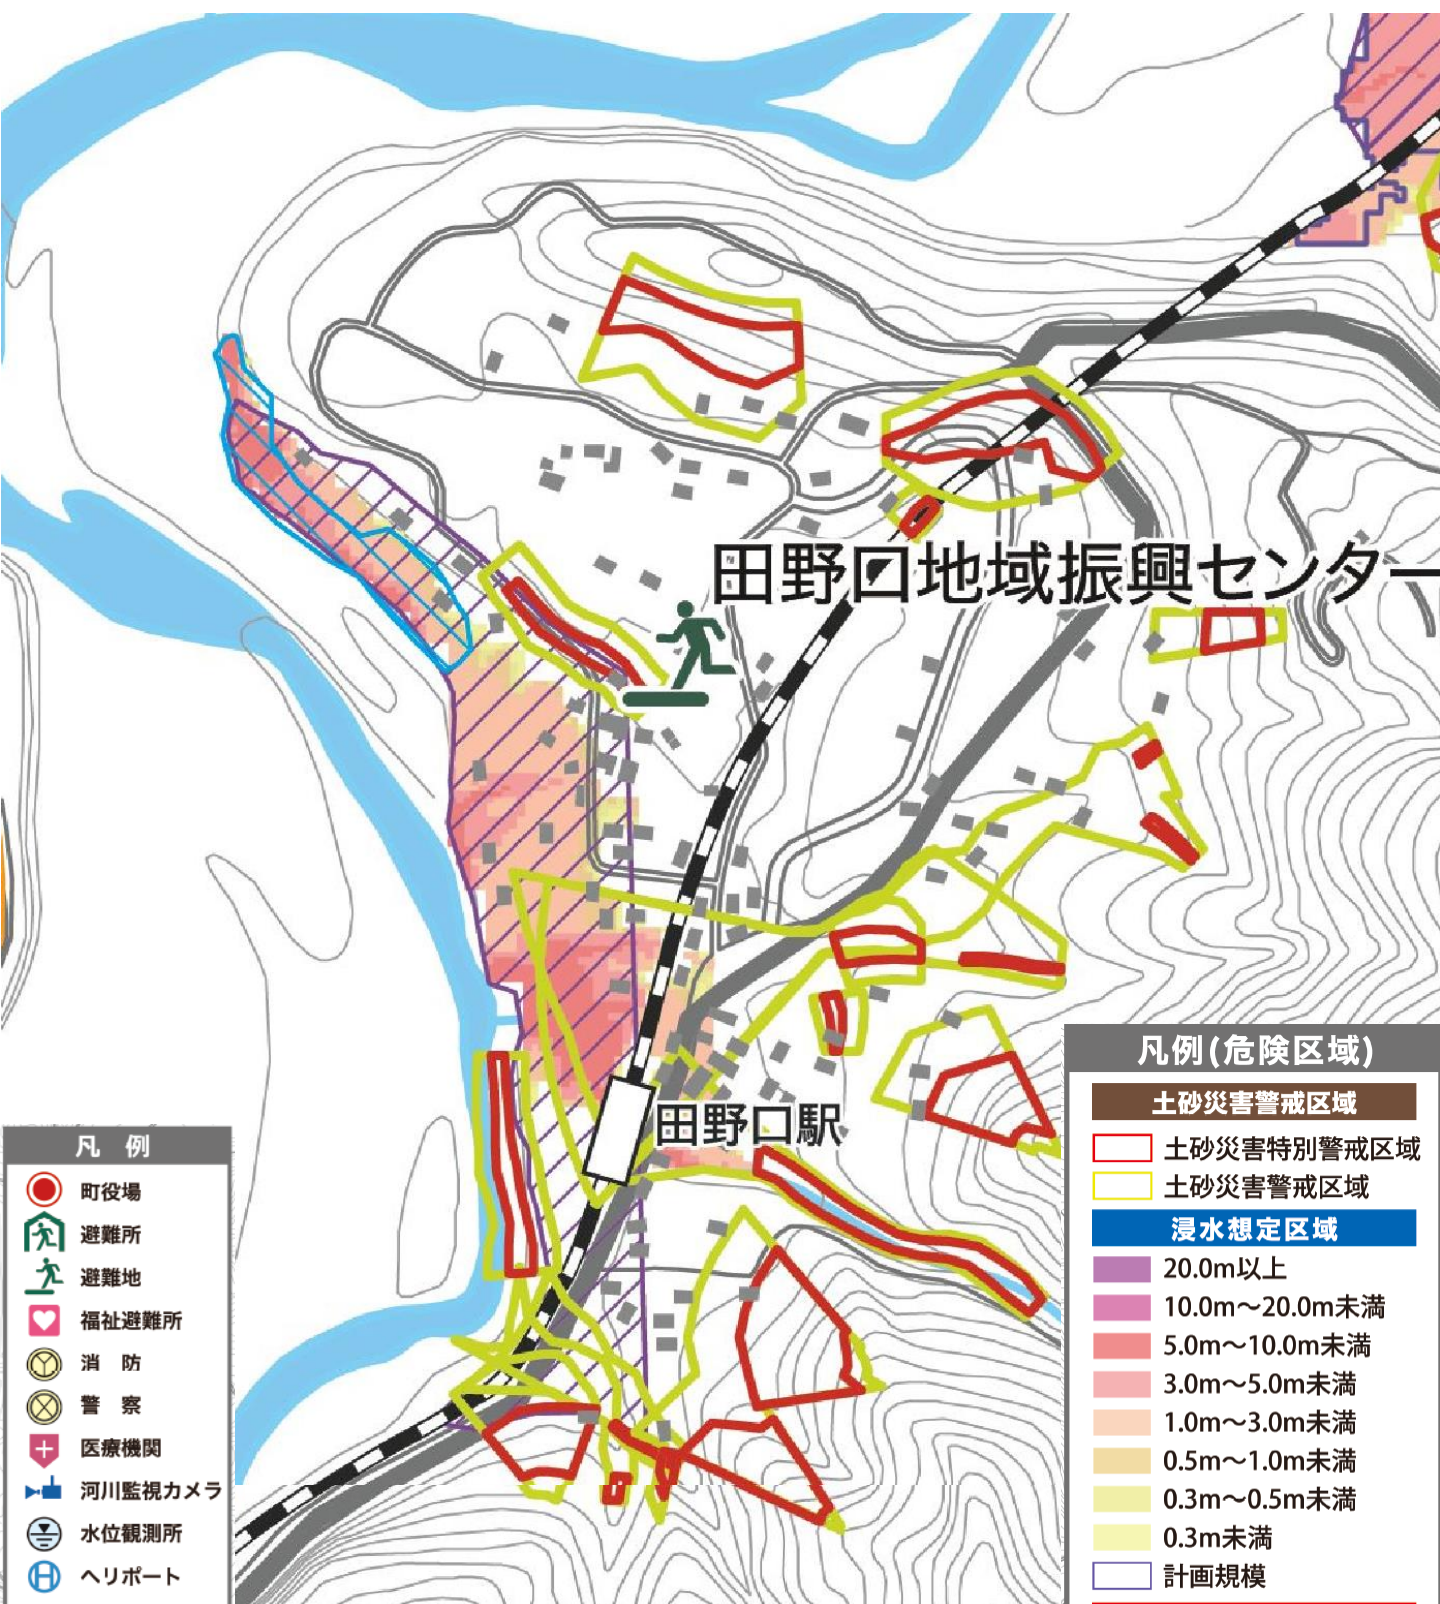 田野口地域振興センター
田野口駅
凡例
町役場
避難所
避難地
福祉避難所
消防
警察
医療機関
河川監視カメラ
水位観測所
ヘリポート
凡例(危険区域)
土砂災害警戒区域
土砂災害特別警戒区域
土砂災害警戒区域
浸水想定区域
20.0m以上
10.0m～20.0m未満
5.0m～10.0m未満
3.0m～5.0m未満
1.0m～3.0m未満
0.5m～1.0m未満
0.3m～0.5m未満
0.3m未満
計画規模